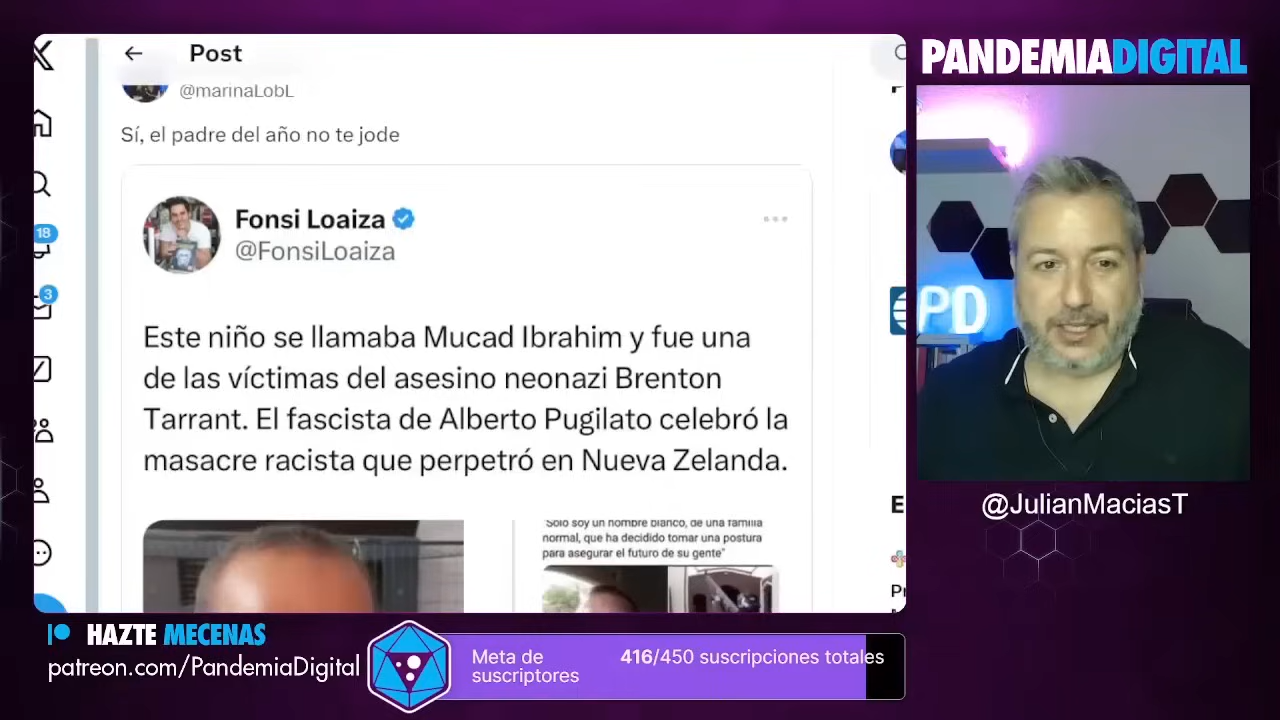 Post
@marinaLobL
Sí, el padre del año no te jode
Fonsi Loaiza
@FonsiLoaiza
Este niño se llamaba Mucad Ibrahim y fue una
de las víctimas del asesino neonazi Brenton
Tarrant. El fascista de Alberto Pugilato celebró la
masacre racista que perpetró en Nueva Zelanda.
"Solo soy un hombre blanco, de una familia
normal, que ha decidido tomar una postura
para asegurar el futuro de su gente"
18
3
PANDEMIADIGITAL
PD
@JulianMaciasT
HAZTE MECENAS
patreon.com/PandemiaDigital
Meta de
suscriptores
416/450 suscripciones totales